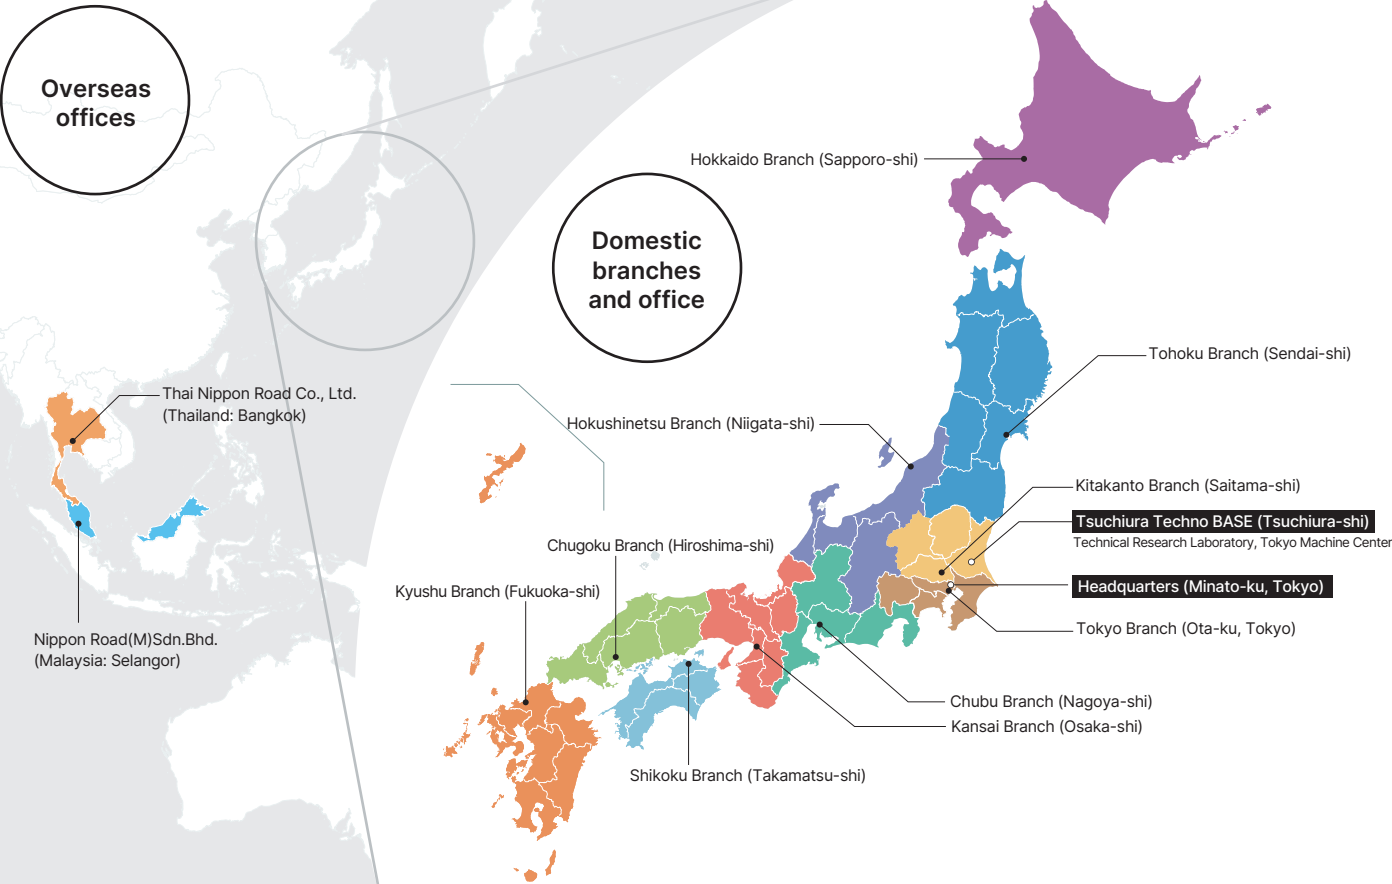 Overseas
offices
Hokkaido Branch (Sapporo-shi)
Domestic
branches
and office
Tohoku Branch (Sendai-shi)
Thai Nippon Road Co., Ltd.
(Thailand: Bangkok)
Hokushinetsu Branch (Niigata-shi)
Kitakanto Branch (Saitama-shi)
Tsuchiura Techno BASE (Tsuchiura-shi)
Technical Research Laboratory, Tokyo Machine Center
Chugoku Branch (Hiroshima-shi)
Headquarters (Minato-ku, Tokyo)
Kyushu Branch (Fukuoka-shi)
Tokyo Branch (Ota-ku, Tokyo)
Nippon Road(M)Sdn.Bhd.
(Malaysia: Selangor)
Chubu Branch (Nagoya-shi)
Kansai Branch (Osaka-shi)
Shikoku Branch (Takamatsu-shi)